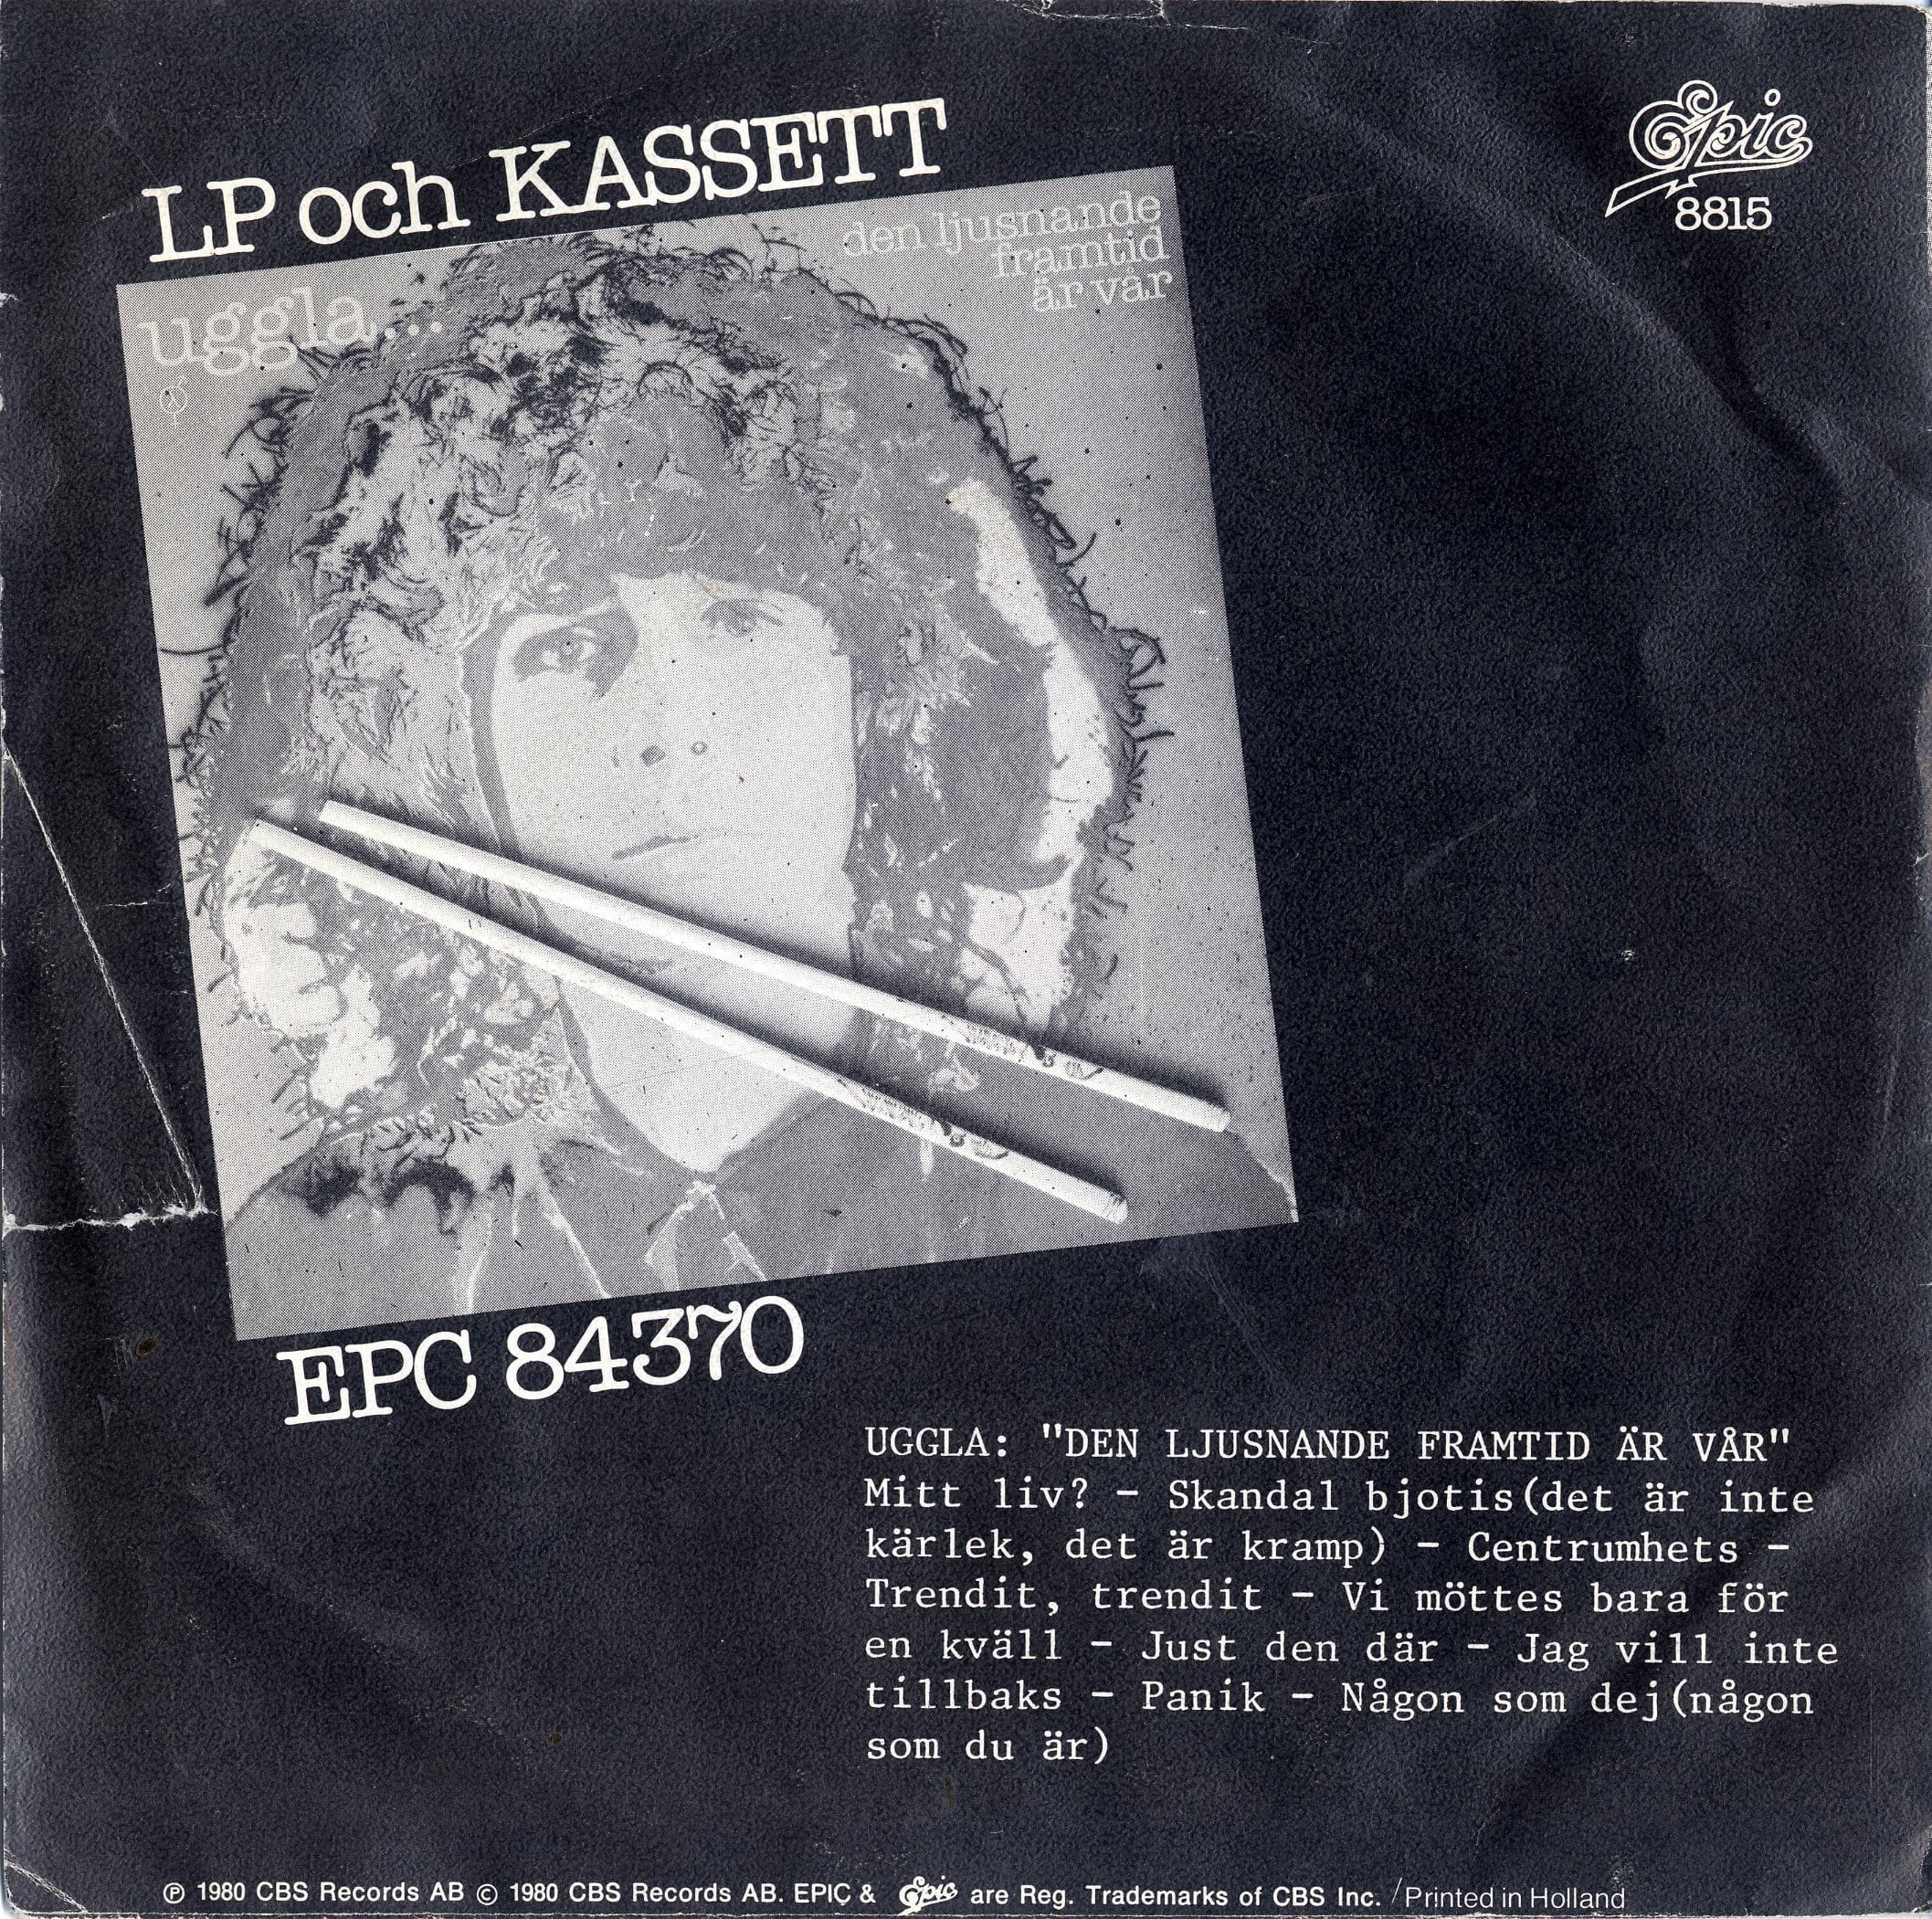 LP och KASSETT
Epic
8815
uggla...
den ljusnande
framtid
är vår
EPC 84370
UGGLA: "DEN LJUSNANDE FRAMTID ÄR VÅR"
Mitt liv? - Skandal bjotis(det är inte
kärlek, det är kramp) - Centrumhets -
Trendit, trendit - Vi möttes bara för
en kväll - Just den där - Jag vill inte
tillbaks - Panik - Någon som dej(någon
som du är)
℗ 1980 CBS Records AB © 1980 CBS Records AB. EPIC & Epic are Reg. Trademarks of CBS Inc. / Printed in Holland